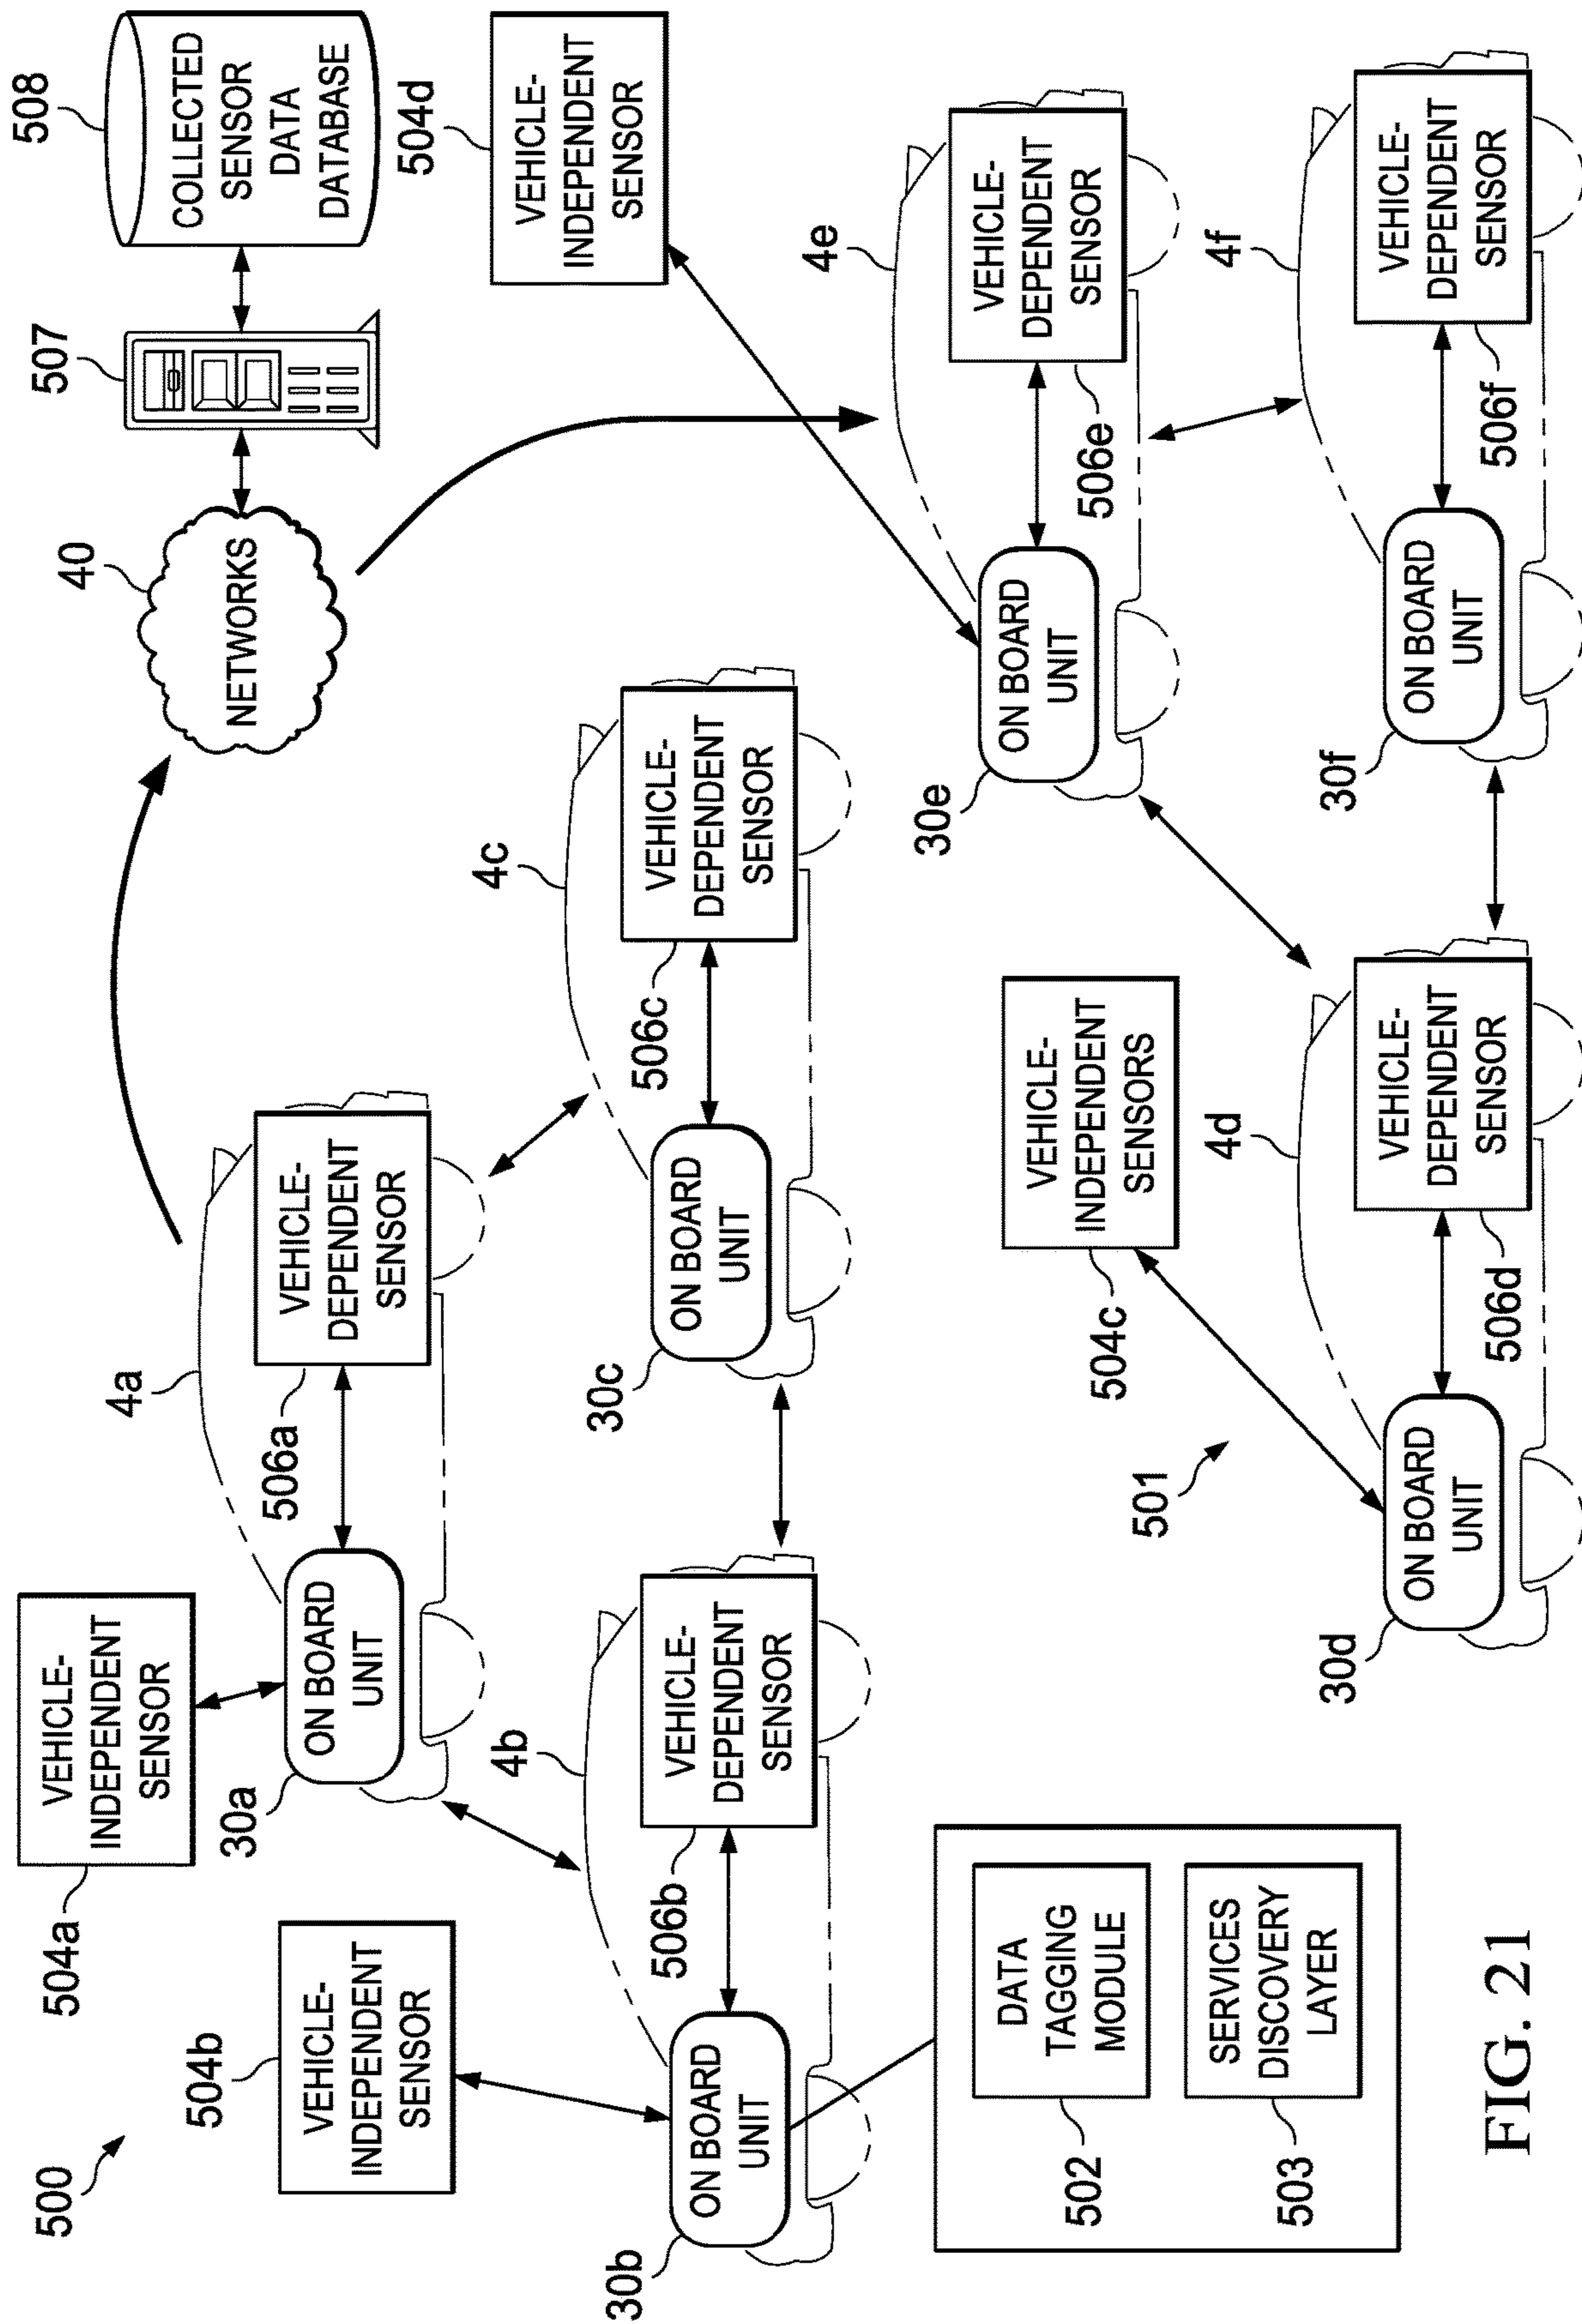 500
504b
VEHICLE-
INDEPENDENT
SENSOR
504a
VEHICLE-
INDEPENDENT
SENSOR
30a
ON BOARD
UNIT
506a
4a
VEHICLE-
DEPENDENT
SENSOR
40
NETWORKS
507
508
COLLECTED
SENSOR
DATA
DATABASE
504d
VEHICLE-
INDEPENDENT
SENSOR
30b
ON BOARD
UNIT
506b
4b
VEHICLE-
DEPENDENT
SENSOR
30c
ON BOARD
UNIT
506c
4c
VEHICLE-
DEPENDENT
SENSOR
30e
ON BOARD
UNIT
506e
4e
VEHICLE-
DEPENDENT
SENSOR
502
DATA
TAGGING
MODULE
503
SERVICES
DISCOVERY
LAYER
501
504c
VEHICLE-
INDEPENDENT
SENSORS
30d
ON BOARD
UNIT
506d
4d
VEHICLE-
DEPENDENT
SENSOR
30f
ON BOARD
UNIT
506f
4f
VEHICLE-
DEPENDENT
SENSOR
FIG. 21